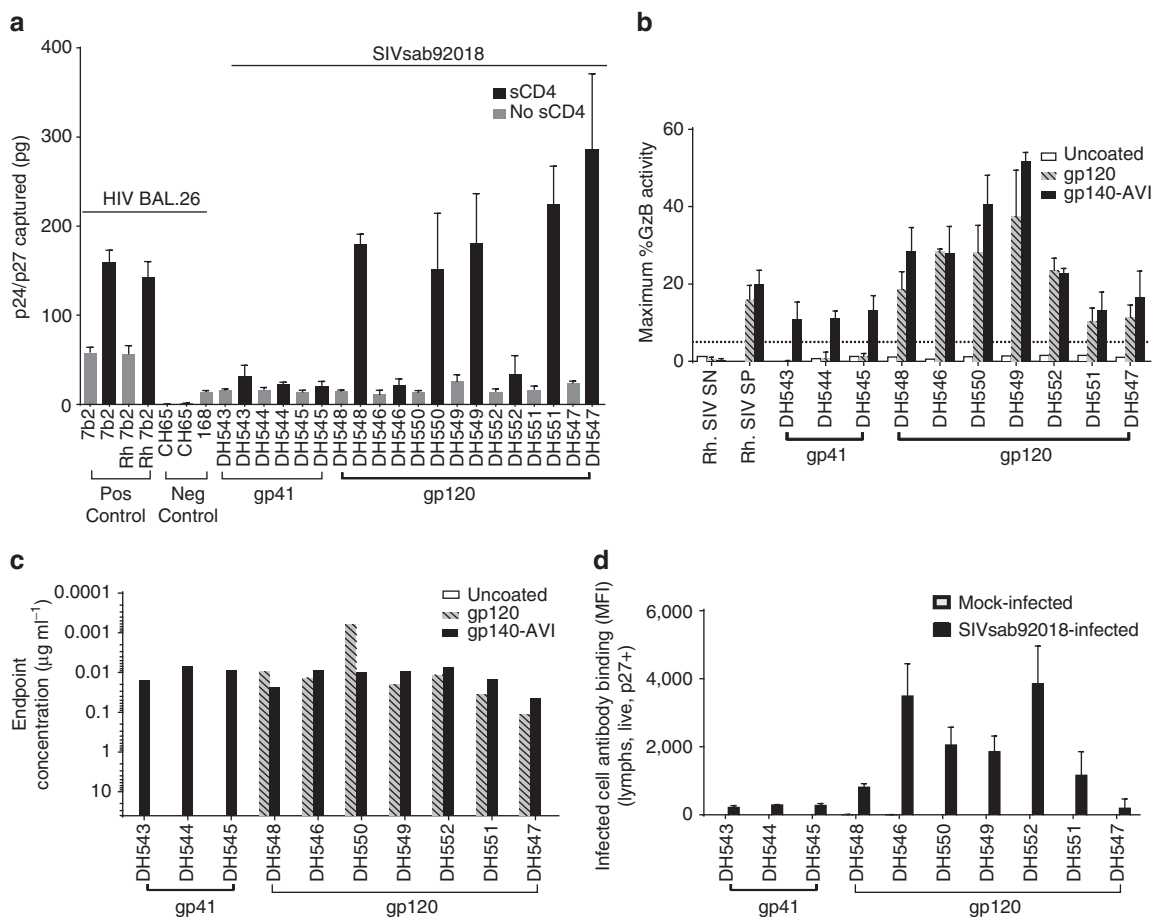 a
SIVsab92018
HIV BAL.26
sCD4
No sCD4
p24/p27 captured (pg)
400
300
200
100
0
7b2
7b2
Rh 7b2
Rh 7b2
CH65
CH65
168
DH543
DH543
DH544
DH544
DH545
DH545
DH548
DH548
DH546
DH546
DH550
DH550
DH549
DH549
DH552
DH552
DH551
DH551
DH547
DH547
Pos
Control
Neg
Control
gp41
gp120
b
Uncoated
gp120
gp140-AVI
Maximum %GzB activity
60
40
20
0
Rh. SIV SN
Rh. SIV SP
DH543
DH544
DH545
DH548
DH546
DH550
DH549
DH552
DH551
DH547
gp41
gp120
c
Uncoated
gp120
gp140-AVI
Endpoint
concentration (µg ml−1)
0.0001
0.001
0.01
0.1
1
10
DH543
DH544
DH545
DH548
DH546
DH550
DH549
DH552
DH551
DH547
gp41
gp120
d
Mock-infected
SIVsab92018-infected
Infected cell antibody binding (MFI)
(lymphs, live, p27+)
6,000
4,000
2,000
0
DH543
DH544
DH545
DH548
DH546
DH550
DH549
DH552
DH551
DH547
gp41
gp120